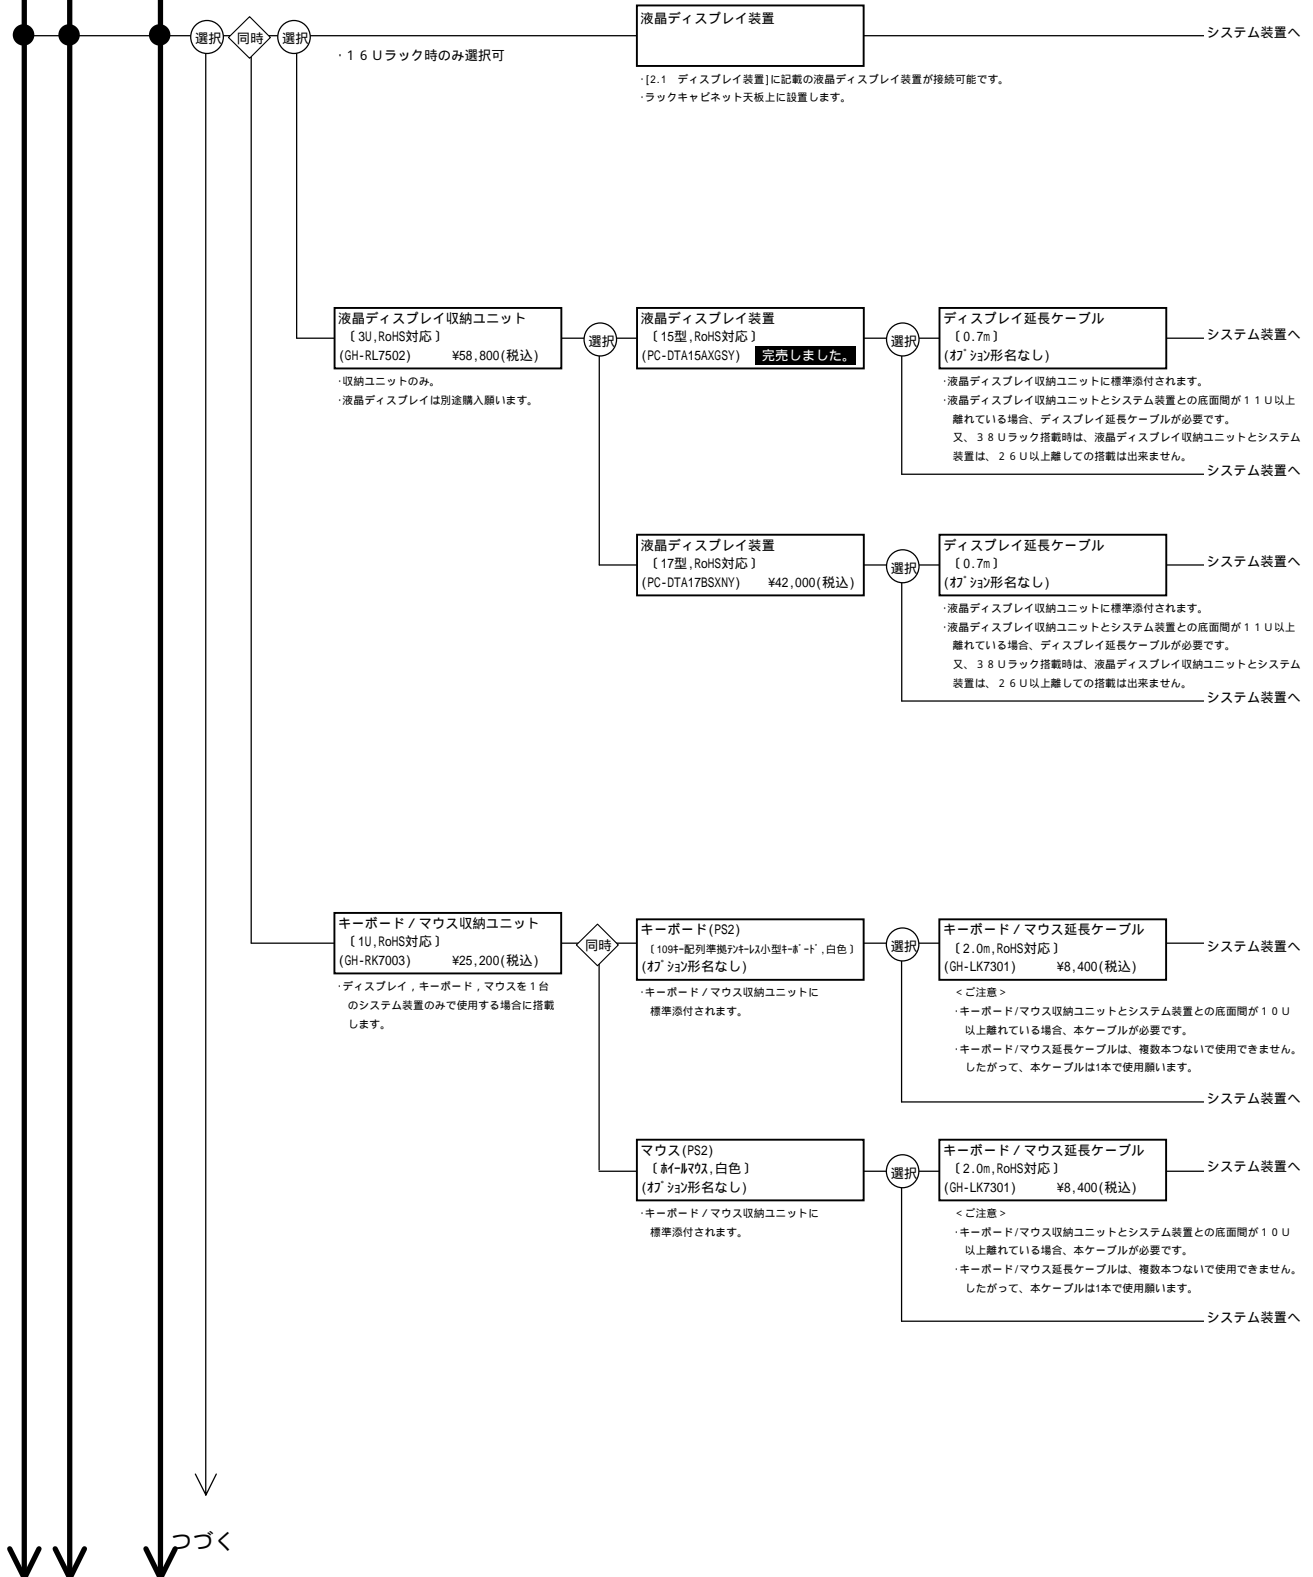 選択
同時
選択
・１６Ｕラック時のみ選択可
液晶ディスプレイ装置
システム装置へ
・[2.1　ディスプレイ装置]に記載の液晶ディスプレイ装置が接続可能です。
・ラックキャビネット天板上に設置します。
液晶ディスプレイ収納ユニット
〔3U,RoHS対応〕
(GH-RL7502) ¥58,800(税込)
・収納ユニットのみ。
・液晶ディスプレイは別途購入願います。
選択
液晶ディスプレイ装置
〔15型,RoHS対応〕
(PC-DTA15AXGSY) 完売しました。
選択
ディスプレイ延長ケーブル
〔0.7m〕
(ｵﾌﾟｼｮﾝ形名なし)
システム装置へ
・液晶ディスプレイ収納ユニットに標準添付されます。
・液晶ディスプレイ収納ユニットとシステム装置との底面間が１１Ｕ以上
離れている場合、ディスプレイ延長ケーブルが必要です。
又、３８Ｕラック搭載時は、液晶ディスプレイ収納ユニットとシステム
装置は、２６Ｕ以上離しての搭載は出来ません。
システム装置へ
液晶ディスプレイ装置
〔17型,RoHS対応〕
(PC-DTA17BSXNY) ¥42,000(税込)
選択
ディスプレイ延長ケーブル
〔0.7m〕
(ｵﾌﾟｼｮﾝ形名なし)
システム装置へ
・液晶ディスプレイ収納ユニットに標準添付されます。
・液晶ディスプレイ収納ユニットとシステム装置との底面間が１１Ｕ以上
離れている場合、ディスプレイ延長ケーブルが必要です。
又、３８Ｕラック搭載時は、液晶ディスプレイ収納ユニットとシステム
装置は、２６Ｕ以上離しての搭載は出来ません。
システム装置へ
キーボード／マウス収納ユニット
〔1U,RoHS対応〕
(GH-RK7003) ¥25,200(税込)
・ディスプレイ，キーボード，マウスを１台
のシステム装置のみで使用する場合に搭載
します。
同時
キーボード(PS2)
〔109ｷｰ配列準拠ﾃﾝｷｰﾚｽ小型ｷｰﾎﾞｰﾄﾞ,白色〕
(ｵﾌﾟｼｮﾝ形名なし)
・キーボード／マウス収納ユニットに
標準添付されます。
選択
キーボード／マウス延長ケーブル
〔2.0m,RoHS対応〕
(GH-LK7301) ¥8,400(税込)
システム装置へ
＜ご注意＞
・キーボード/マウス収納ユニットとシステム装置との底面間が１０Ｕ
以上離れている場合、本ケーブルが必要です。
・キーボード/マウス延長ケーブルは、複数本つないで使用できません。
したがって、本ケーブルは1本で使用願います。
システム装置へ
マウス(PS2)
〔ﾎｲｰﾙﾏｳｽ,白色〕
(ｵﾌﾟｼｮﾝ形名なし)
・キーボード／マウス収納ユニットに
標準添付されます。
選択
キーボード／マウス延長ケーブル
〔2.0m,RoHS対応〕
(GH-LK7301) ¥8,400(税込)
システム装置へ
＜ご注意＞
・キーボード/マウス収納ユニットとシステム装置との底面間が１０Ｕ
以上離れている場合、本ケーブルが必要です。
・キーボード/マウス延長ケーブルは、複数本つないで使用できません。
したがって、本ケーブルは1本で使用願います。
システム装置へ
つづく